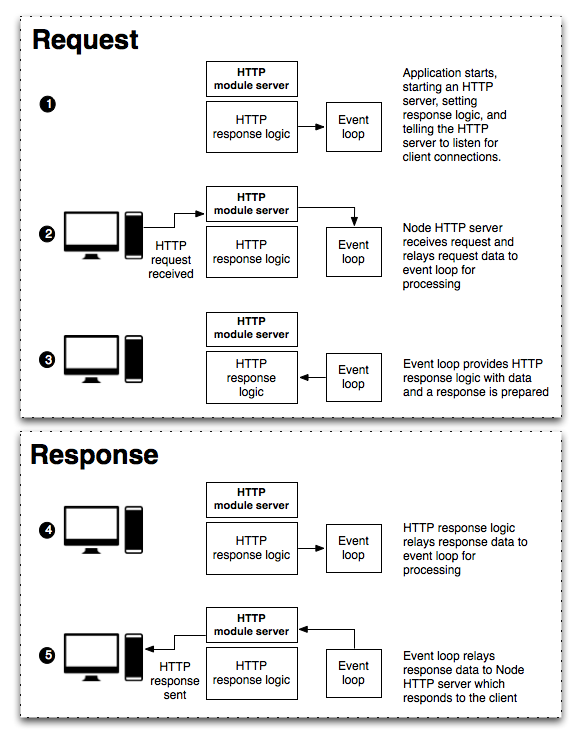 Request
1
HTTP
module server
HTTP
response logic
Event
loop
Application starts,
starting an HTTP
server, setting
response logic, and
telling the HTTP
server to listen for
client connections.
2
HTTP
request
received
HTTP
module server
HTTP
response logic
Event
loop
Node HTTP server
receives request and
relays request data to
event loop for
processing
3
HTTP
module server
HTTP
response
logic
Event
loop
Event loop provides HTTP
response logic with data
and a response is prepared
Response
4
HTTP
module server
HTTP
response logic
Event
loop
HTTP response logic
relays response data to
event loop for
processing
5
HTTP
response
sent
HTTP
module server
HTTP
response logic
Event
loop
Event loop relays
response data to Node
HTTP server which
responds to the client